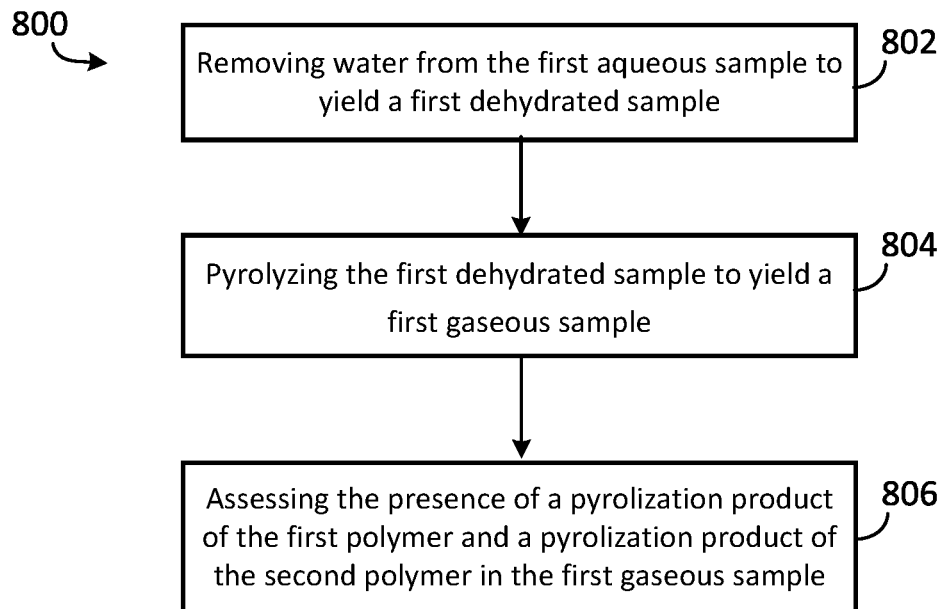 800
802
Removing water from the first aqueous sample to
yield a first dehydrated sample
804
Pyrolyzing the first dehydrated sample to yield a
first gaseous sample
806
Assessing the presence of a pyrolization product
of the first polymer and a pyrolization product of
the second polymer in the first gaseous sample